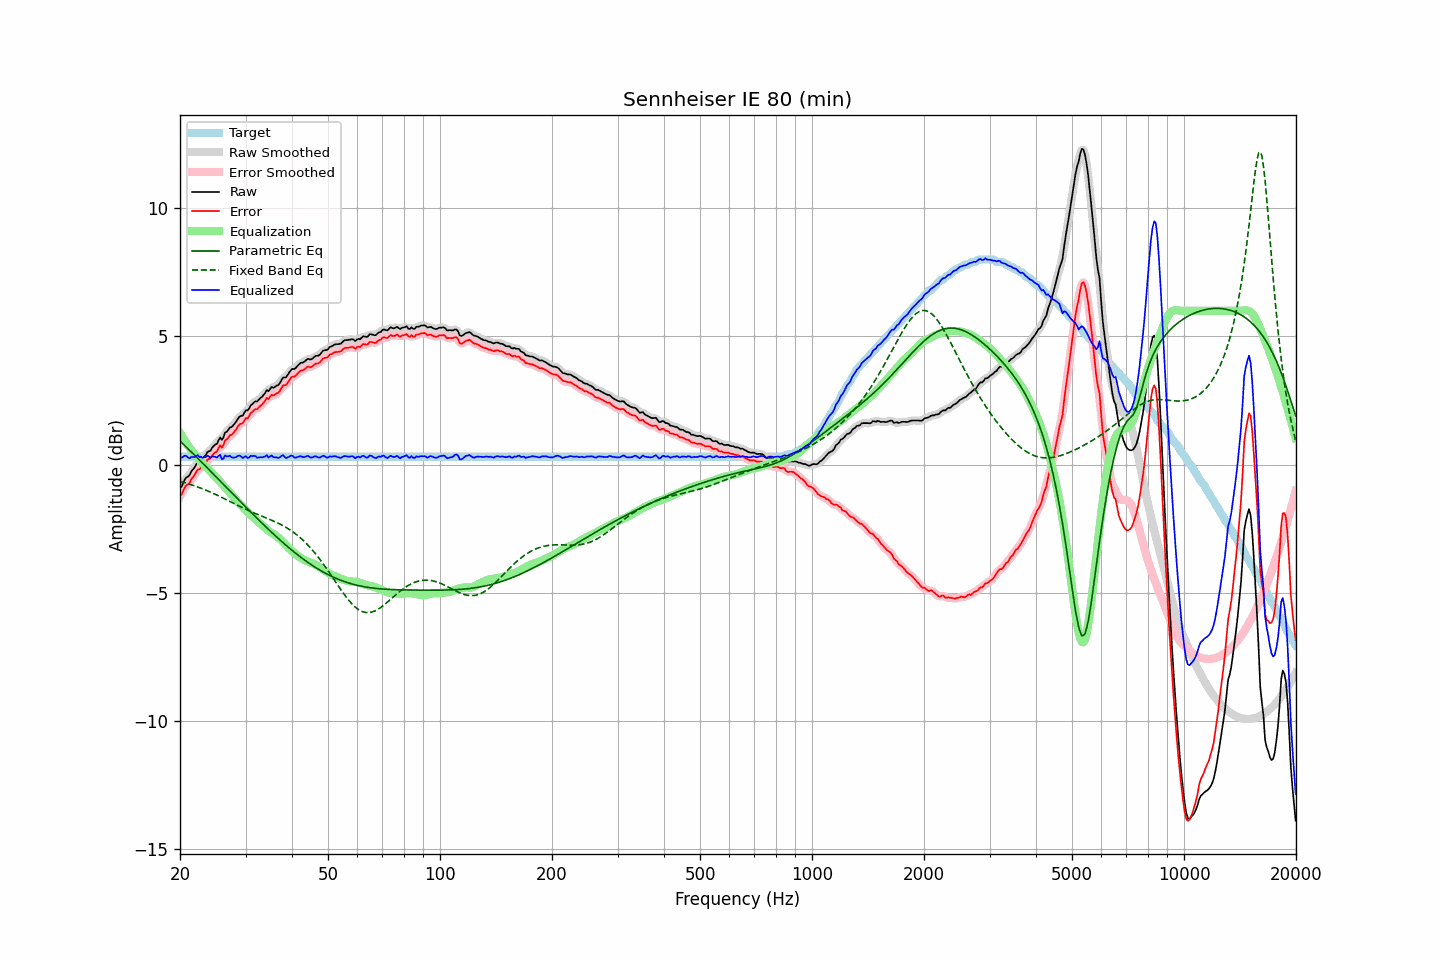 Sennheiser IE 80 (min)
Target
Raw Smoothed
Error Smoothed
Raw
Error
Equalization
Parametric Eq
Fixed Band Eq
Equalized
Amplitude (dBr)
10
5
0
−5
−10
−15
20 50 100 200 500 1000 2000 5000 10000 20000
Frequency (Hz)